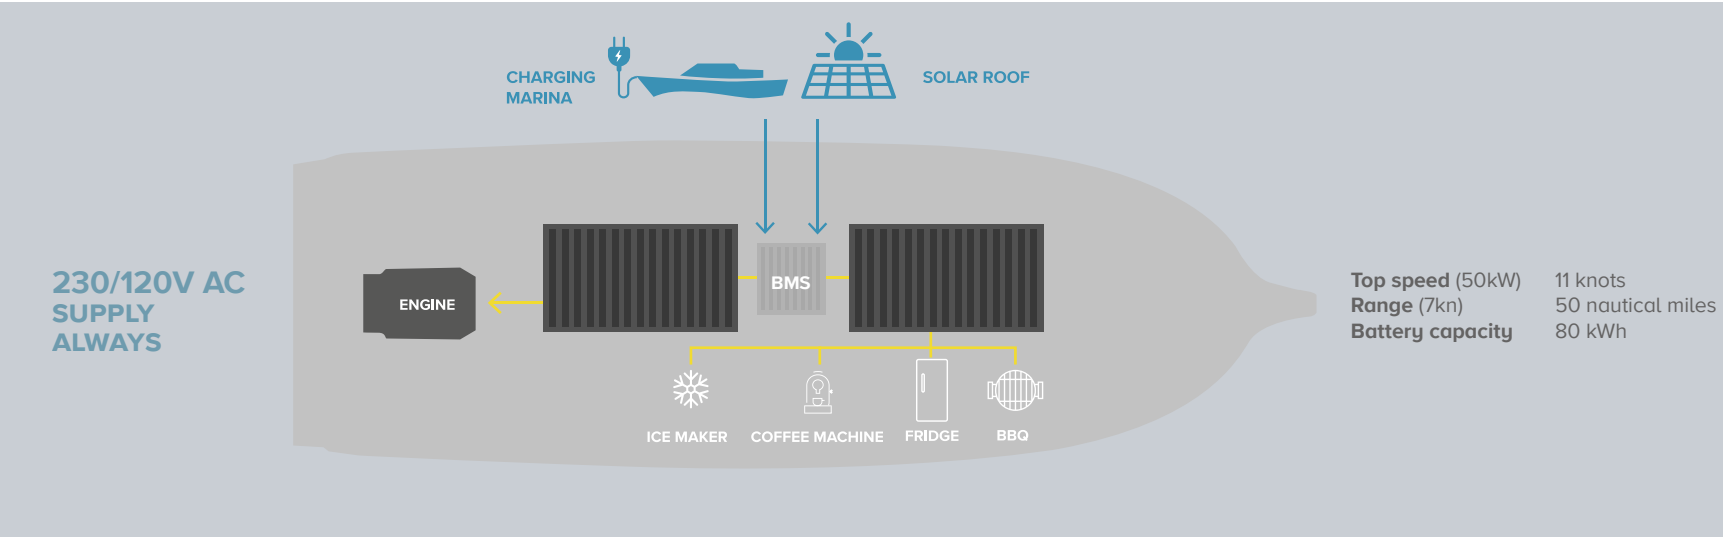 CHARGING
MARINA
SOLAR ROOF
230/120V AC
SUPPLY
ALWAYS
ENGINE
BMS
ICE MAKER
COFFEE MACHINE
FRIDGE
BBQ
Top speed (50kW) 11 knots
Range (7kn) 50 nautical miles
Battery capacity 80 kWh